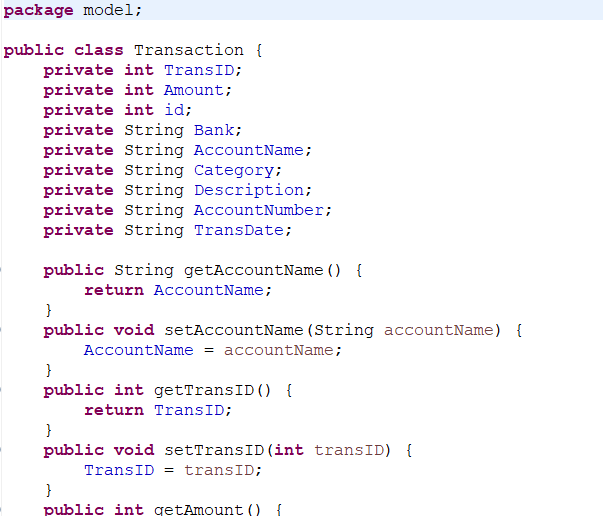 package model;
public class Transaction {
private int TransID;
private int Amount;
private int id;
private String Bank;
private String AccountName;
private String Category;
private String Description;
private String AccountNumber;
private String TransDate;
public String getAccountName() {
return AccountName;
}
public void setAccountName(String accountName) {
AccountName = accountName;
}
public int getTransID() {
return TransID;
}
public void setTransID(int transID) {
TransID = transID;
}
public int getAmount() {